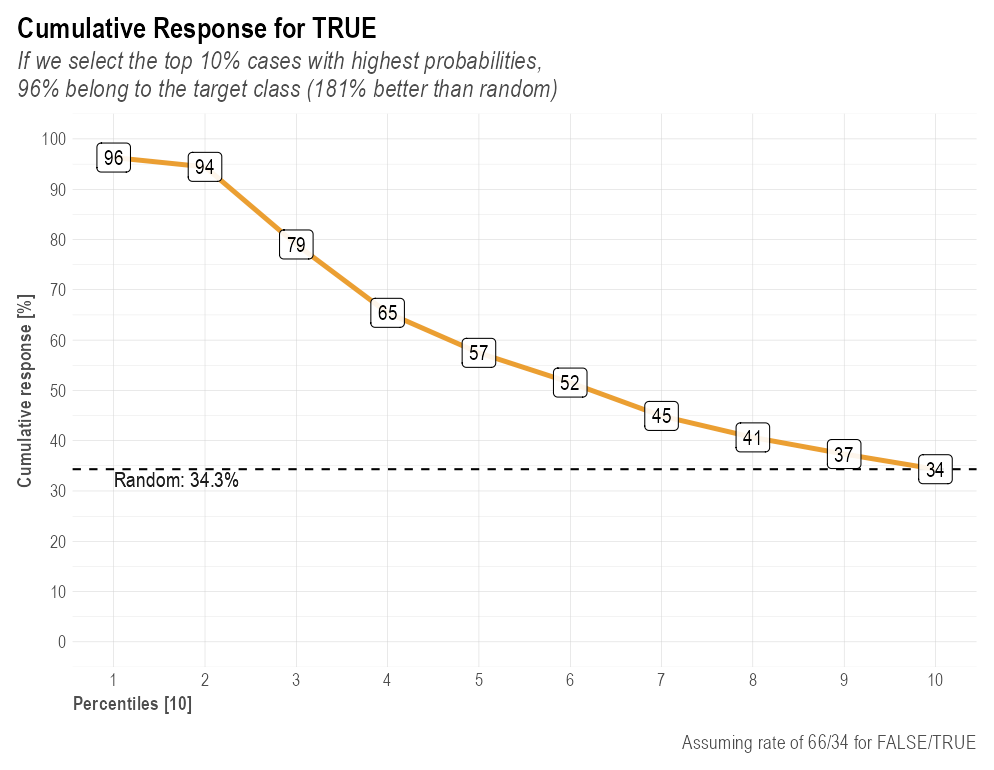 Cumulative Response for TRUE
If we select the top 10% cases with highest probabilities,
96% belong to the target class (181% better than random)
Cumulative response [%]
100
90
80
70
60
50
40
30
20
10
0
96
94
79
65
57
52
45
41
37
34
Random: 34.3%
1 2 3 4 5 6 7 8 9 10
Percentiles [10]
Assuming rate of 66/34 for FALSE/TRUE